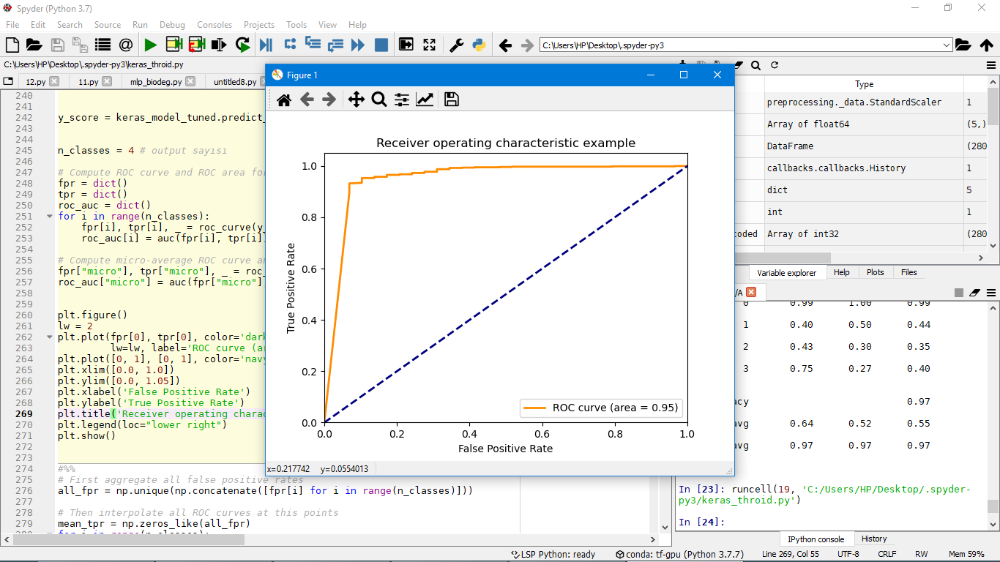 Spyder (Python 3.7)
File Edit Search Source Run Debug Consoles Projects Tools View Help
C:\Users\HP\Desktop\.spyder-py3
C:\Users\HP\Desktop\.spyder-py3\keras_throid.py
12.py 11.py mlp_biodeg.py untitled8.py
240
241
242 y_score = keras_model_tuned.predict_
243
244
245 n_classes = 4 # output sayısı
246
247 # Compute ROC curve and ROC area for
248 fpr = dict()
249 tpr = dict()
250 roc_auc = dict()
251 for i in range(n_classes):
252 fpr[i], tpr[i], _ = roc_curve(y_
253 roc_auc[i] = auc(fpr[i], tpr[i])
254
255 # Compute micro-average ROC curve an
256 fpr["micro"], tpr["micro"], _ = roc_
257 roc_auc["micro"] = auc(fpr["micro"]
258
259
260 plt.figure()
261 lw = 2
262 plt.plot(fpr[0], tpr[0], color='dark
263 lw=lw, label='ROC curve (ar
264 plt.plot([0, 1], [0, 1], color='navy
265 plt.xlim([0.0, 1.0])
266 plt.ylim([0.0, 1.05])
267 plt.xlabel('False Positive Rate')
268 plt.ylabel('True Positive Rate')
269 plt.title('Receiver operating charac
270 plt.legend(loc="lower right")
271 plt.show()
272
273
274 #%%
275 # First aggregate all false positive rates
276 all_fpr = np.unique(np.concatenate([fpr[i] for i in range(n_classes)]))
277
278 # Then interpolate all ROC curves at this points
279 mean_tpr = np.zeros_like(all_fpr)
Figure 1
Receiver operating characteristic example
True Positive Rate
1.0
0.8
0.6
0.4
0.2
0.0
0.0 0.2 0.4 0.6 0.8 1.0
False Positive Rate
ROC curve (area = 0.95)
x=0.217742 y=0.0554013
Type
preprocessing._data.StandardScaler 1
Array of float64 (5,)
DataFrame (280
callbacks.callbacks.History 1
dict 5
int 1
coded Array of int32 (280
Variable explorer Help Plots Files
/A
0 0.99 1.00 0.99
1 0.40 0.50 0.44
2 0.43 0.30 0.35
3 0.75 0.27 0.40
acy 0.97
avg 0.64 0.52 0.55
avg 0.97 0.97 0.97
In [23]: runcell(19, 'C:/Users/HP/Desktop/.spyder-
py3/keras_throid.py')
In [24]:
IPython console History
LSP Python: ready conda: tf-gpu (Python 3.7.7) Line 269, Col 55 UTF-8 CRLF RW Mem 59%